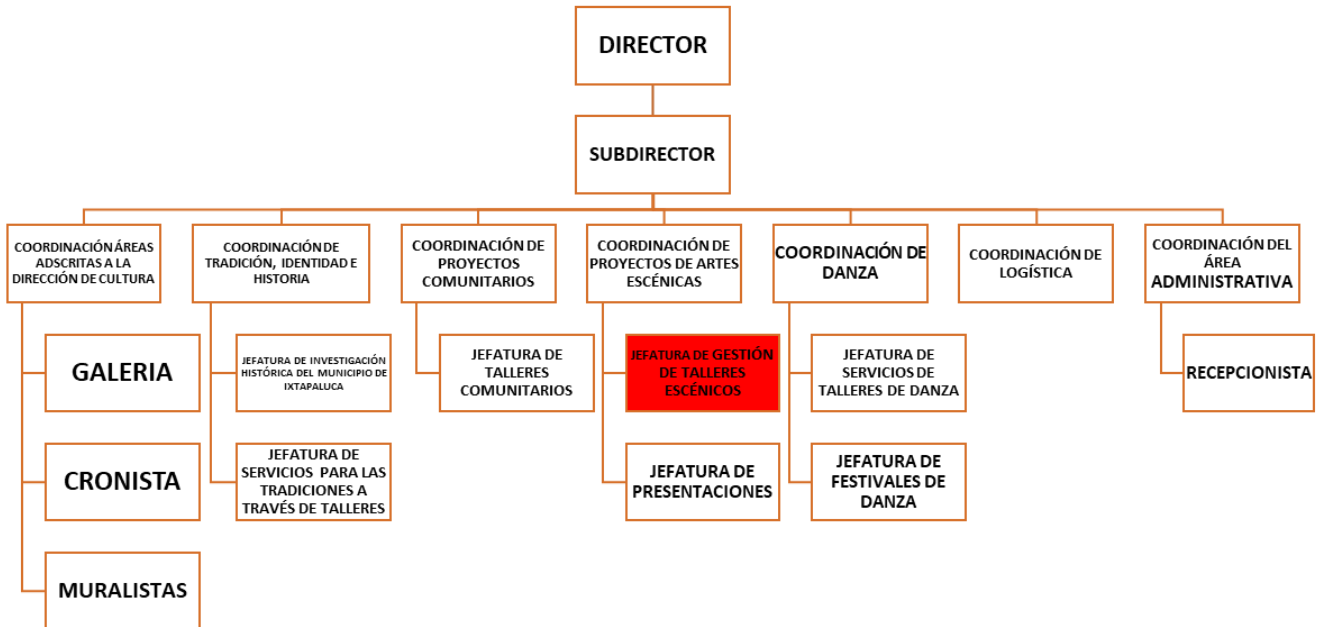 DIRECTOR
SUBDIRECTOR
COORDINACIÓN ÁREAS
ADSCRITAS A LA
DIRECCIÓN DE CULTURA
COORDINACIÓN DE
TRADICIÓN, IDENTIDAD E
HISTORIA
COORDINACIÓN DE
PROYECTOS
COMUNITARIOS
COORDINACIÓN DE
PROYECTOS DE ARTES
ESCÉNICAS
COORDINACIÓN DE
DANZA
COORDINACIÓN DE
LOGÍSTICA
COORDINACIÓN DEL
ÁREA
ADMINISTRATIVA
GALERIA
JEFATURA DE INVESTIGACIÓN
HISTÓRICA DEL MUNICIPIO DE
IXTAPALUCA
JEFATURA DE
TALLERES
COMUNITARIOS
JEFATURA DE GESTIÓN
DE TALLERES
ESCÉNICOS
JEFATURA DE
SERVICIOS DE
TALLERES DE DANZA
RECEPCIONISTA
CRONISTA
JEFATURA DE
SERVICIOS PARA LAS
TRADICIONES A
TRAVÉS DE TALLERES
JEFATURA DE
PRESENTACIONES
JEFATURA DE
FESTIVALES DE
DANZA
MURALISTAS